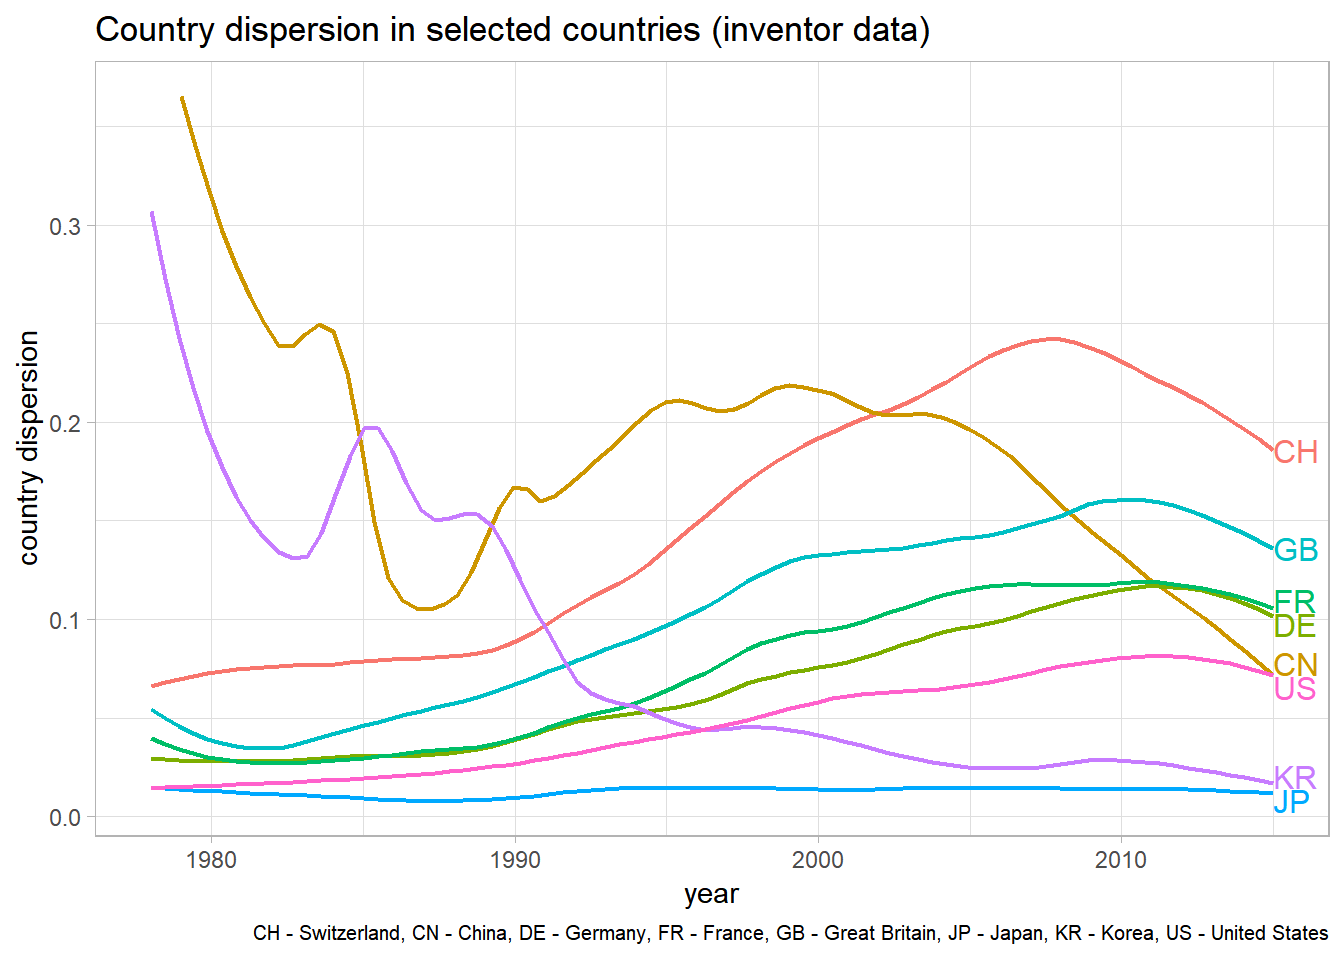 Country dispersion in selected countries (inventor data)
country dispersion
0.3
0.2
0.1
0.0
CH
GB
FR
DE
CN
US
KR
JP
1980 1990 2000 2010
year
CH - Switzerland, CN - China, DE - Germany, FR - France, GB - Great Britain, JP - Japan, KR - Korea, US - United States